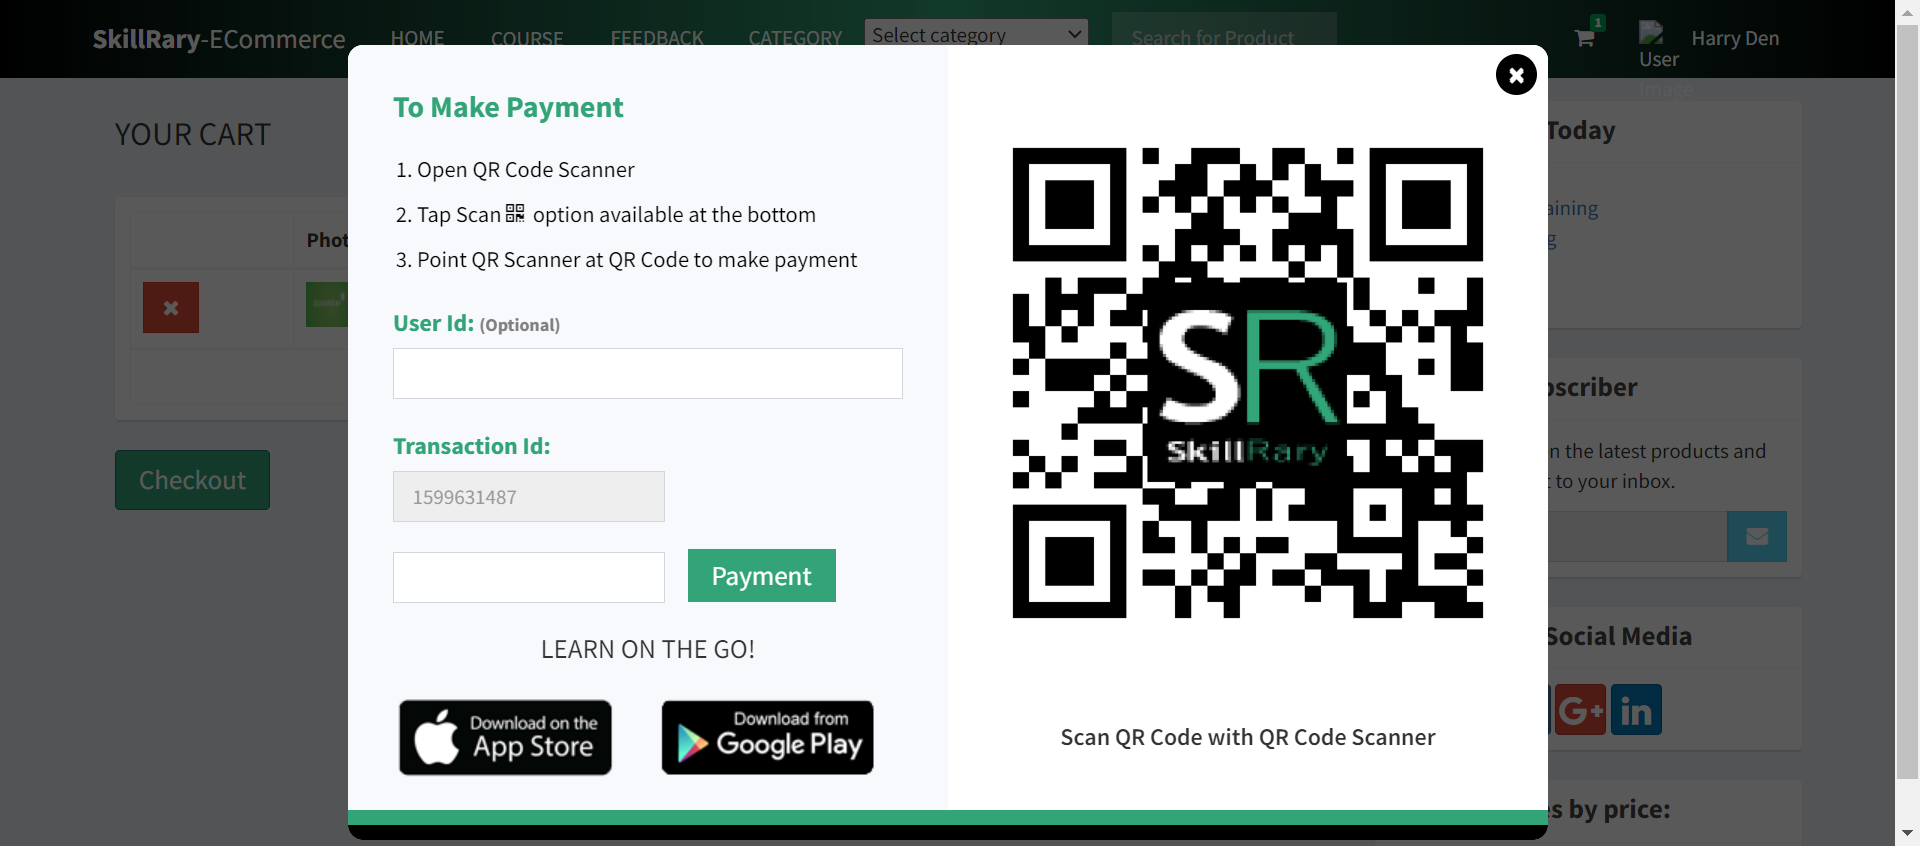 SkillRary-ECommerce
HOME
COURSE
FEEDBACK
CATEGORY
Select category
Search for Product
1
User
Image
Harry Den
YOUR CART
Phot
Checkout
To Make Payment
1. Open QR Code Scanner
2. Tap Scan option available at the bottom
3. Point QR Scanner at QR Code to make payment
User Id: (Optional)
Transaction Id:
1599631487
Payment
LEARN ON THE GO!
Download on the
App Store
Download from
Google Play
SR
SkillRary
Scan QR Code with QR Code Scanner
Today
aining
g
bscriber
n the latest products and
t to your inbox.
Social Media
G+
in
es by price: